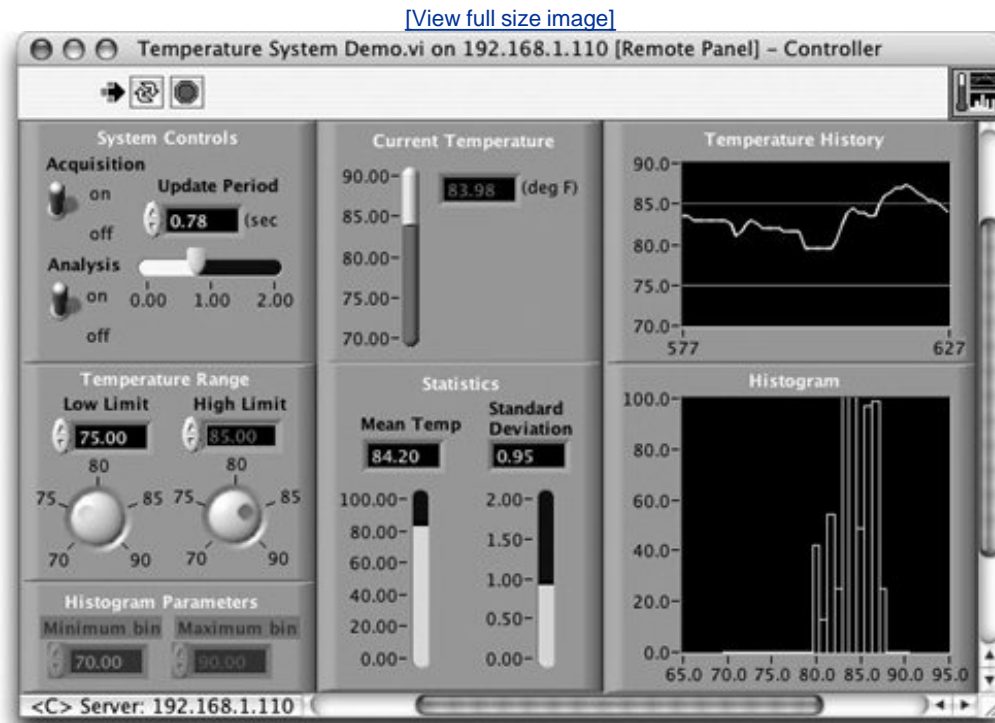 [View full size image]
Temperature System Demo.vi on 192.168.1.110 [Remote Panel] – Controller
System Controls
Acquisition
on
off
Update Period
0.78 (sec
0.00 1.00 2.00
Analysis
on
off
Current Temperature
90.00
85.00
80.00
75.00
70.00
83.98 (deg F)
Temperature History
90.0
85.0
80.0
75.0
70.0
577 627
Temperature Range
Low Limit High Limit
75.00 85.00
80 80
75 85 75 85
70 90 70 90
Statistics
Mean Temp
84.20
Standard
Deviation
0.95
100.00
80.00
60.00
40.00
20.00
0.00
2.00
1.50
1.00
0.50
0.00
Histogram
100.0
80.0
60.0
40.0
20.0
0.0
65.0 70.0 75.0 80.0 85.0 90.0 95.0
Histogram Parameters
Minimum bin Maximum bin
70.00 90.00
<C> Server: 192.168.1.110